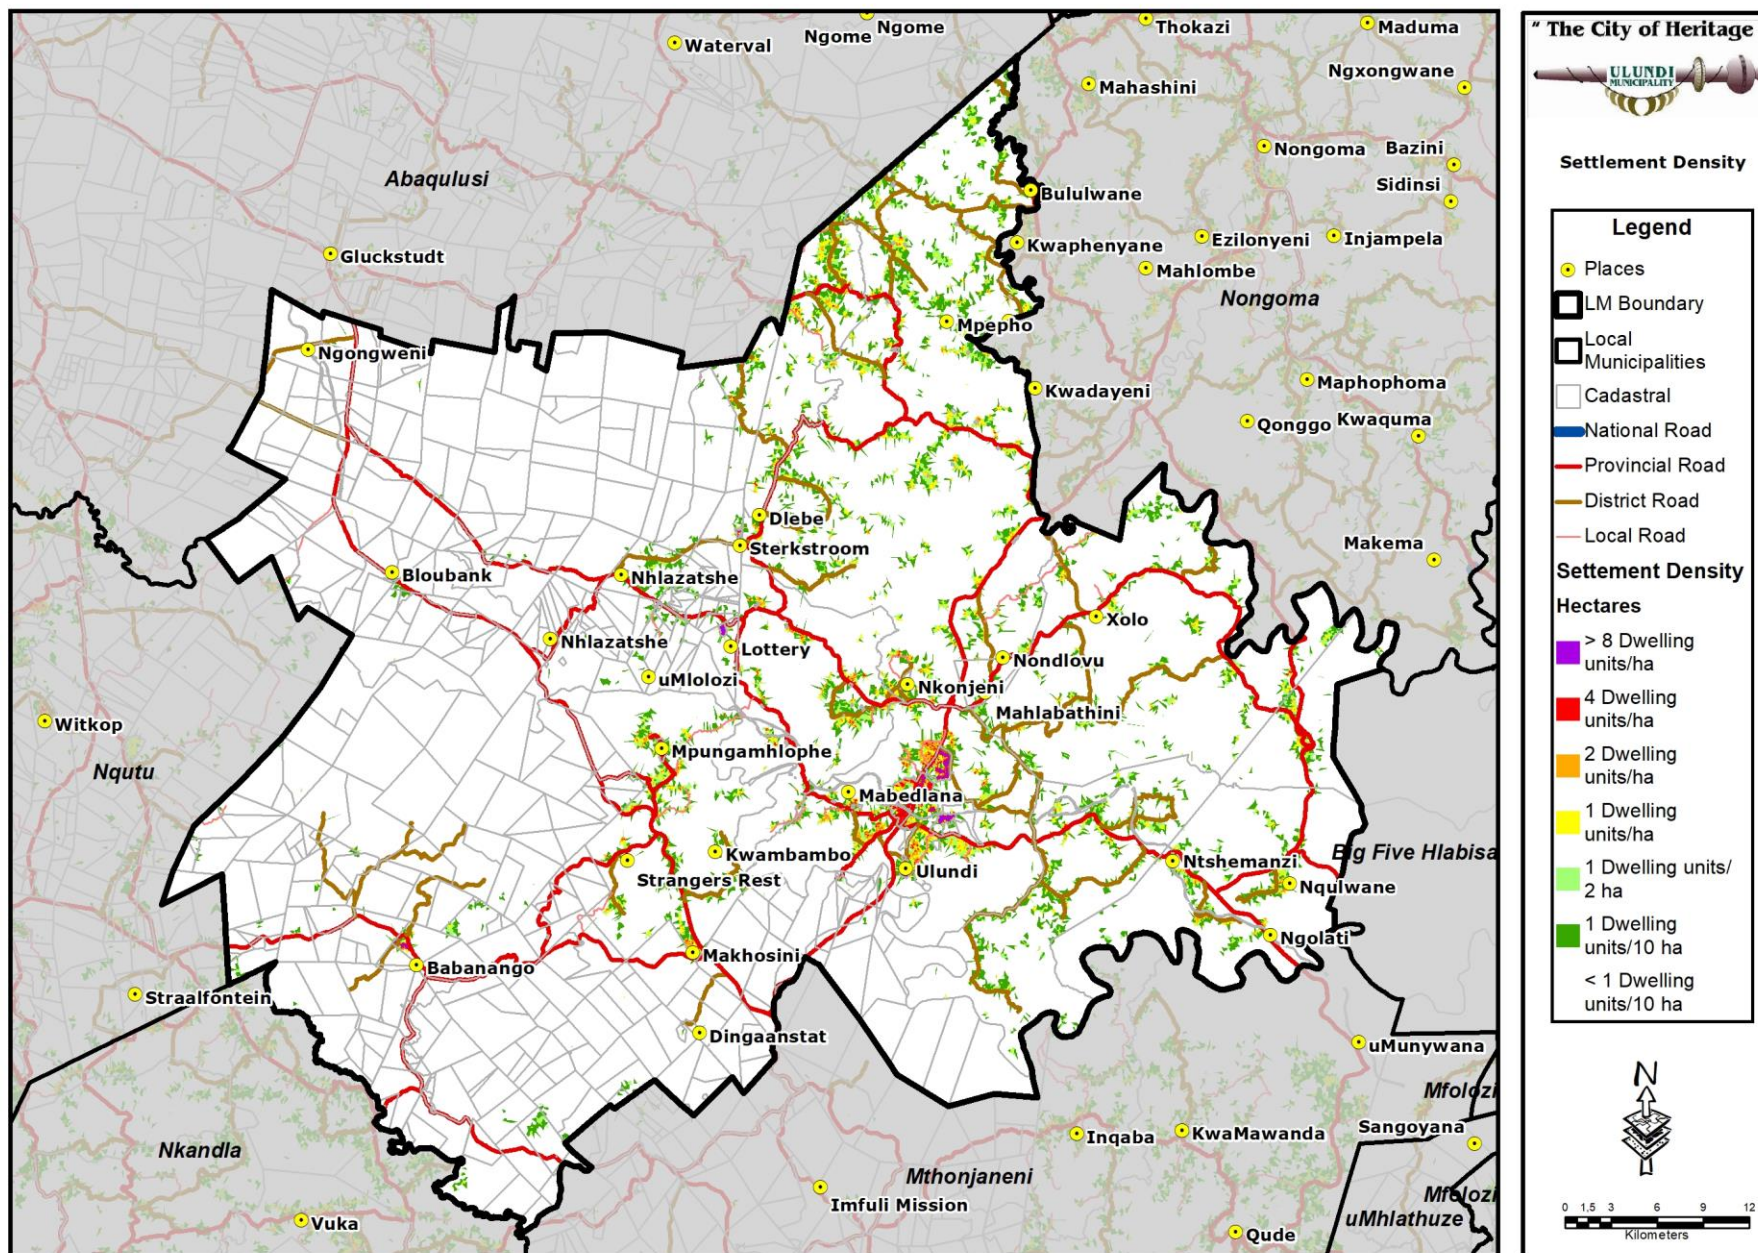 Waterval
Ngome
Ngome
Thokazi
Maduma
Mahashini
Ngxongwane
Nongoma
Bazini
Sidinsi
Abaqulusi
Bululwane
Gluckstudt
Kwaphenyane
Ezilonyeni
Injampela
Mahlombe
Nongoma
Mpepho
Ngongweni
Kwadayeni
Maphophoma
Qonggo
Kwaquma
Dlebe
Sterkstroom
Makema
Bloubank
Nhlazatshe
Xolo
Nhlazatshe
Lottery
Nondlovu
uMlolozi
Nkonjeni
Witkop
Mahlabathini
Mpungamhlophe
Nqutu
Mabedlana
Kwambambo
Strangers Rest
Ulundi
Ntshemanzi
Big Five Hlabisa
Nqulwane
Ngolati
Makhosini
Babanango
Straalfontein
Dingaanstat
uMunywana
Mfolozi
Sangoyana
Inqaba
KwaMawanda
Nkandla
Mthonjaneni
Imfuli Mission
Mfolozi
uMhlathuze
Vuka
Qude
" The City of Heritage
ULUNDI
MUNICIPALITY
Settlement Density
Legend
Places
LM Boundary
Local
Municipalities
Cadastral
National Road
Provincial Road
District Road
Local Road
Settement Density
Hectares
> 8 Dwelling
units/ha
4 Dwelling
units/ha
2 Dwelling
units/ha
1 Dwelling
units/ha
1 Dwelling units/
2 ha
1 Dwelling
units/10 ha
< 1 Dwelling
units/10 ha
N
0 1,5 3 6 9 12
Kilometers